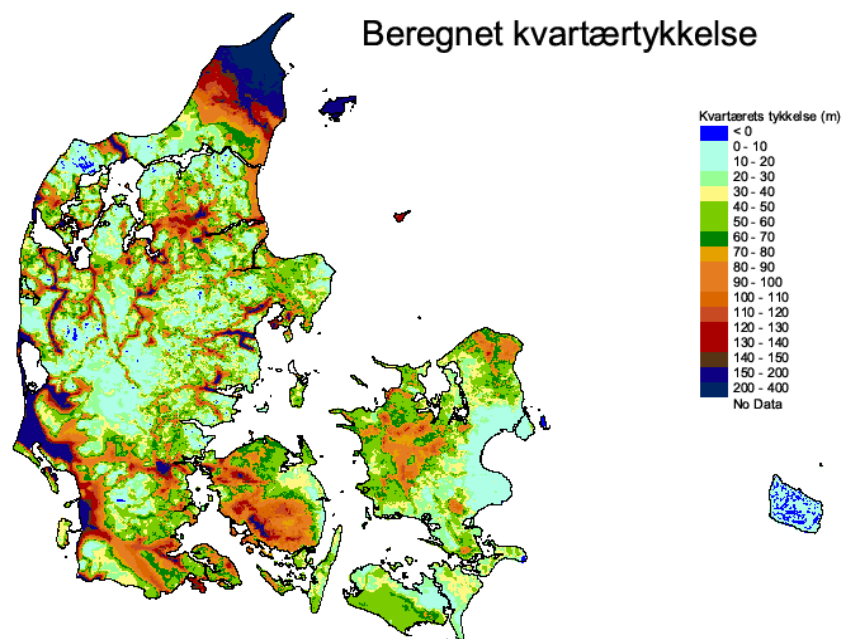 Beregnet kvartærtykkelse
Kvartærets tykkelse (m)
< 0
0 - 10
10 - 20
20 - 30
30 - 40
40 - 50
50 - 60
60 - 70
70 - 80
80 - 90
90 - 100
100 - 110
110 - 120
120 - 130
130 - 140
140 - 150
150 - 200
200 - 400
No Data